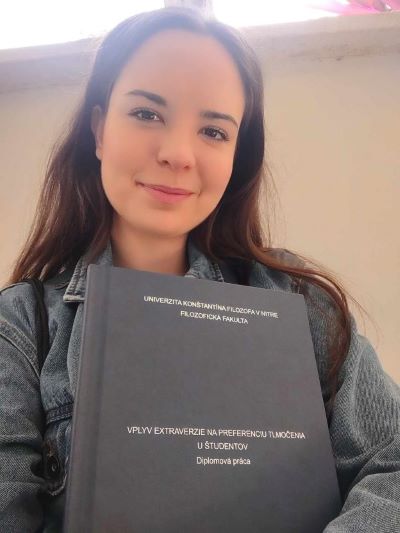 UNIVERZITA KONŠTANTÍNA FILOZOFA V NITRE
FILOZOFICKÁ FAKULTA
VPLYV EXTRAVERZIE NA PREFERENCIU TLMOČENIA
U ŠTUDENTOV
Diplomová práca